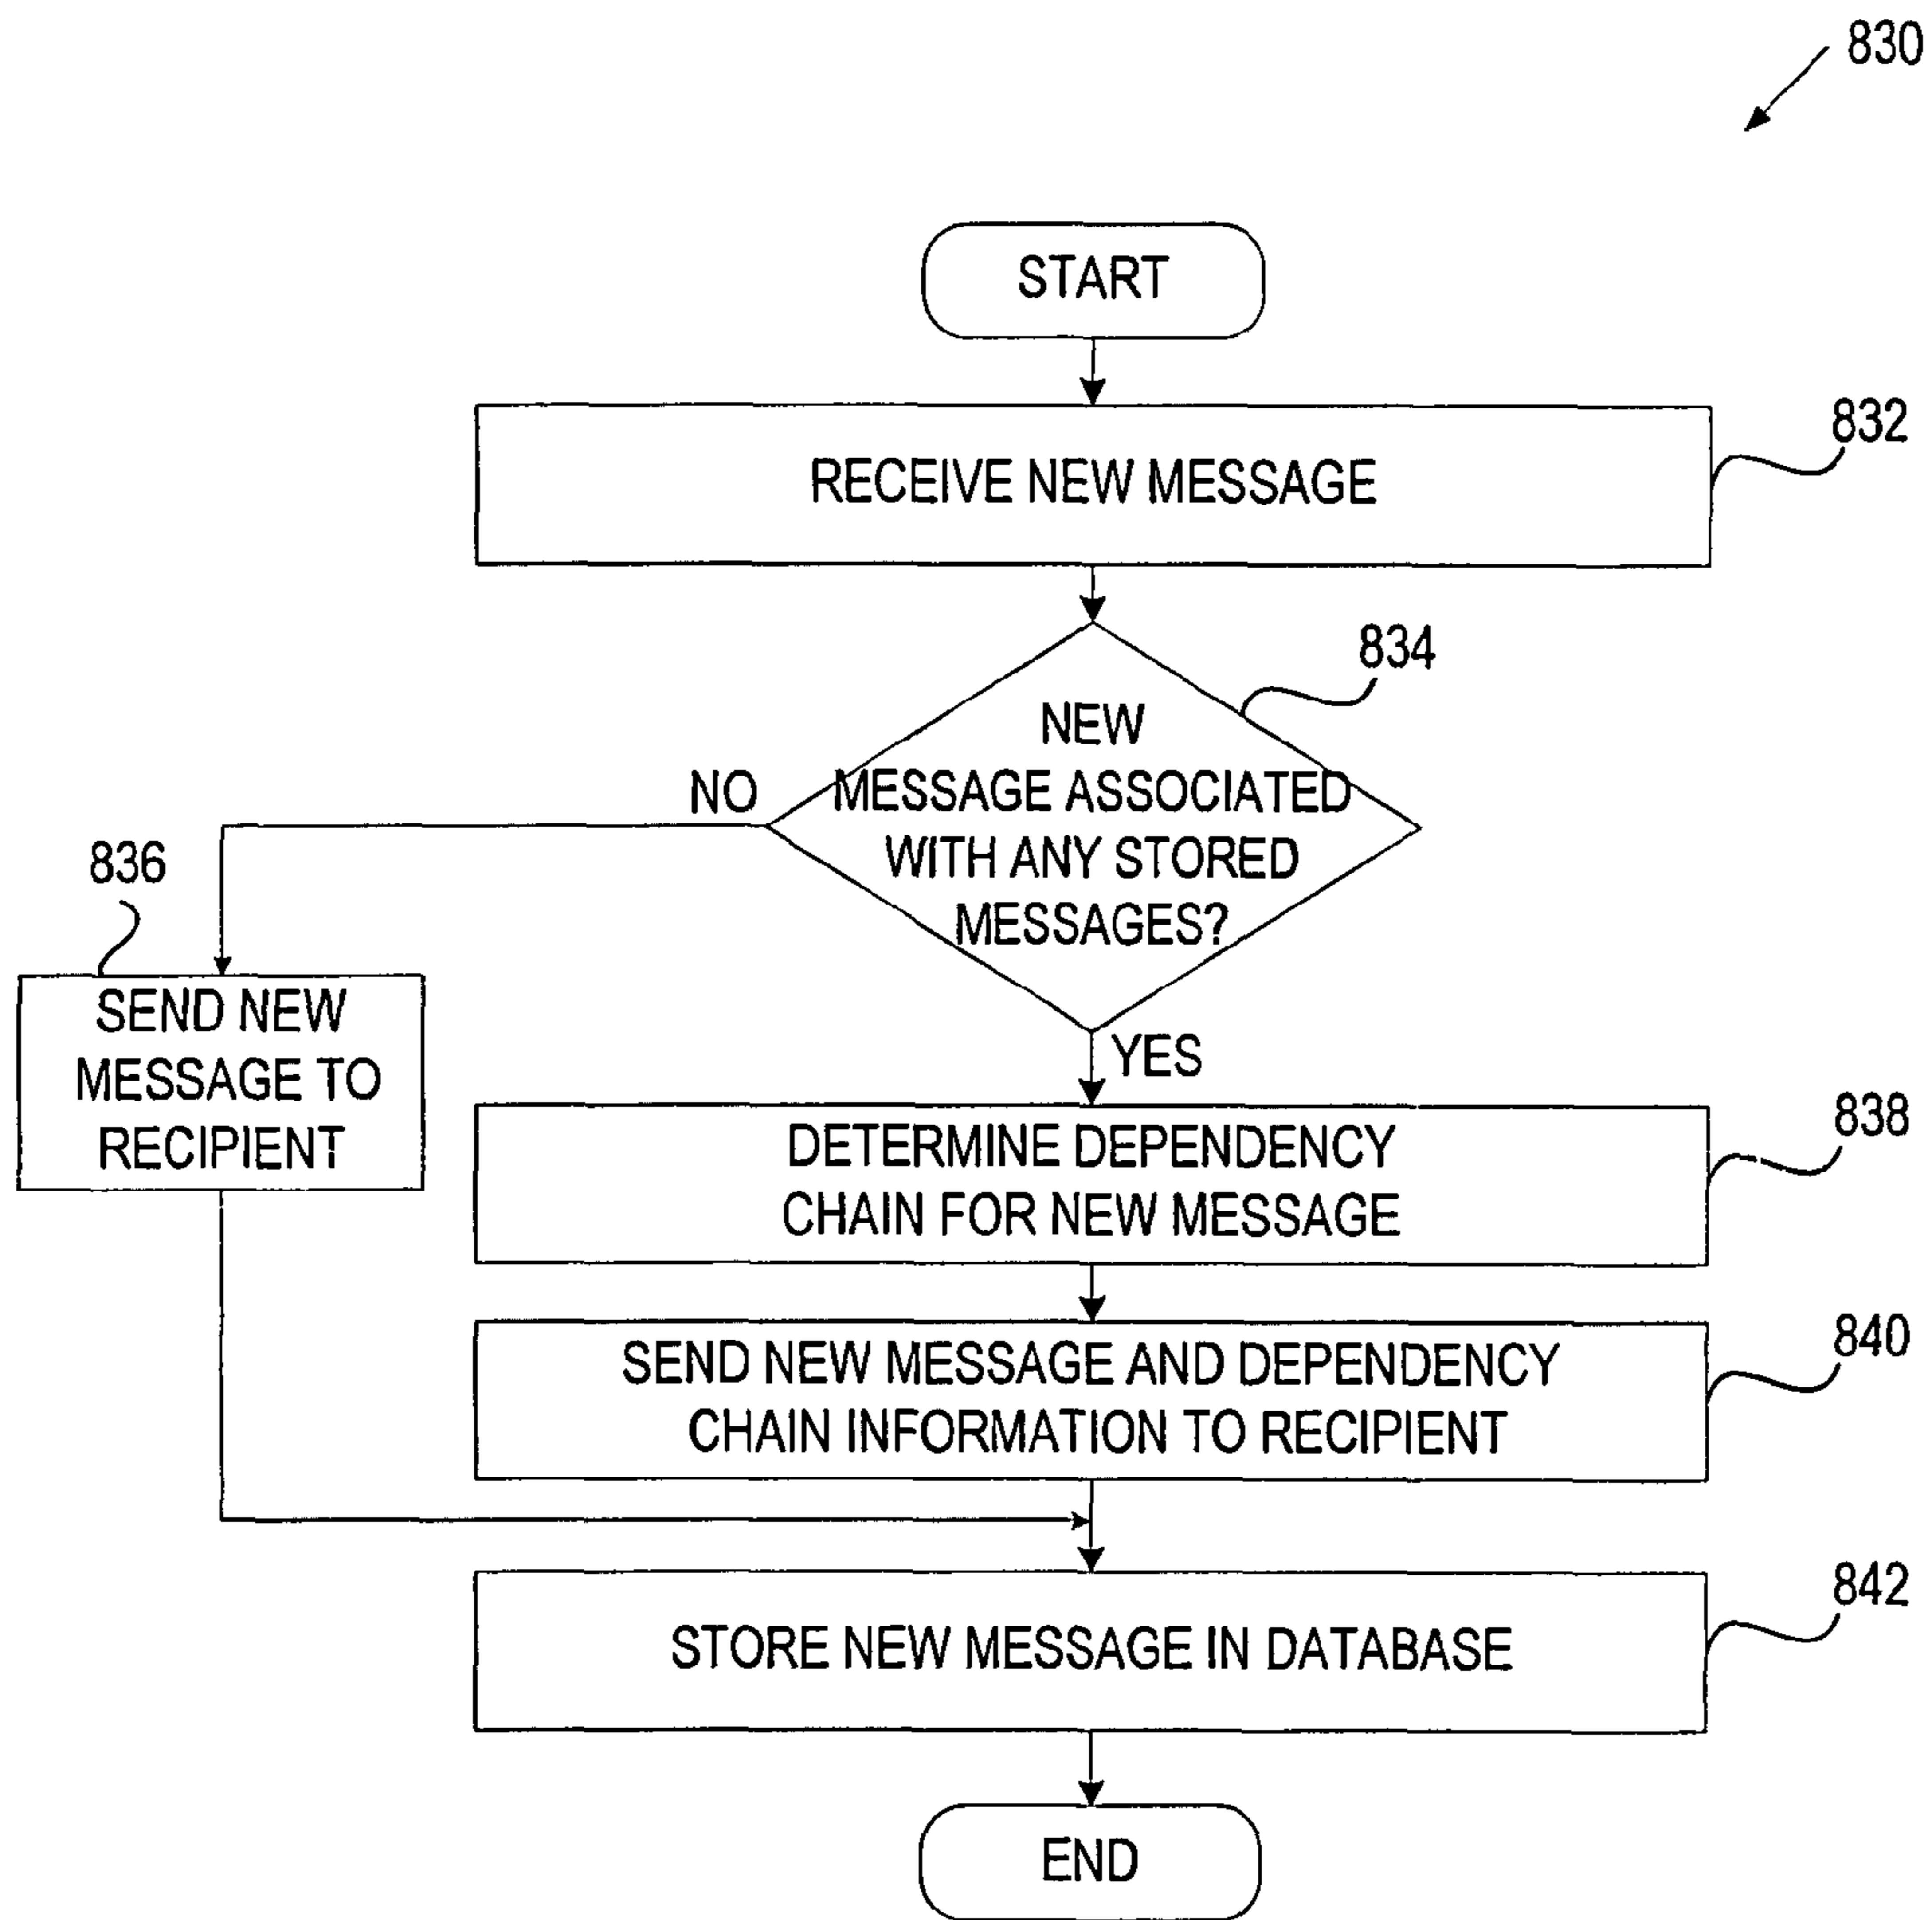 830
START
RECEIVE NEW MESSAGE
832
834
NEW
MESSAGE ASSOCIATED
WITH ANY STORED
MESSAGES?
NO
836
SEND NEW
MESSAGE TO
RECIPIENT
YES
DETERMINE DEPENDENCY
CHAIN FOR NEW MESSAGE
838
SEND NEW MESSAGE AND DEPENDENCY
CHAIN INFORMATION TO RECIPIENT
840
STORE NEW MESSAGE IN DATABASE
842
END